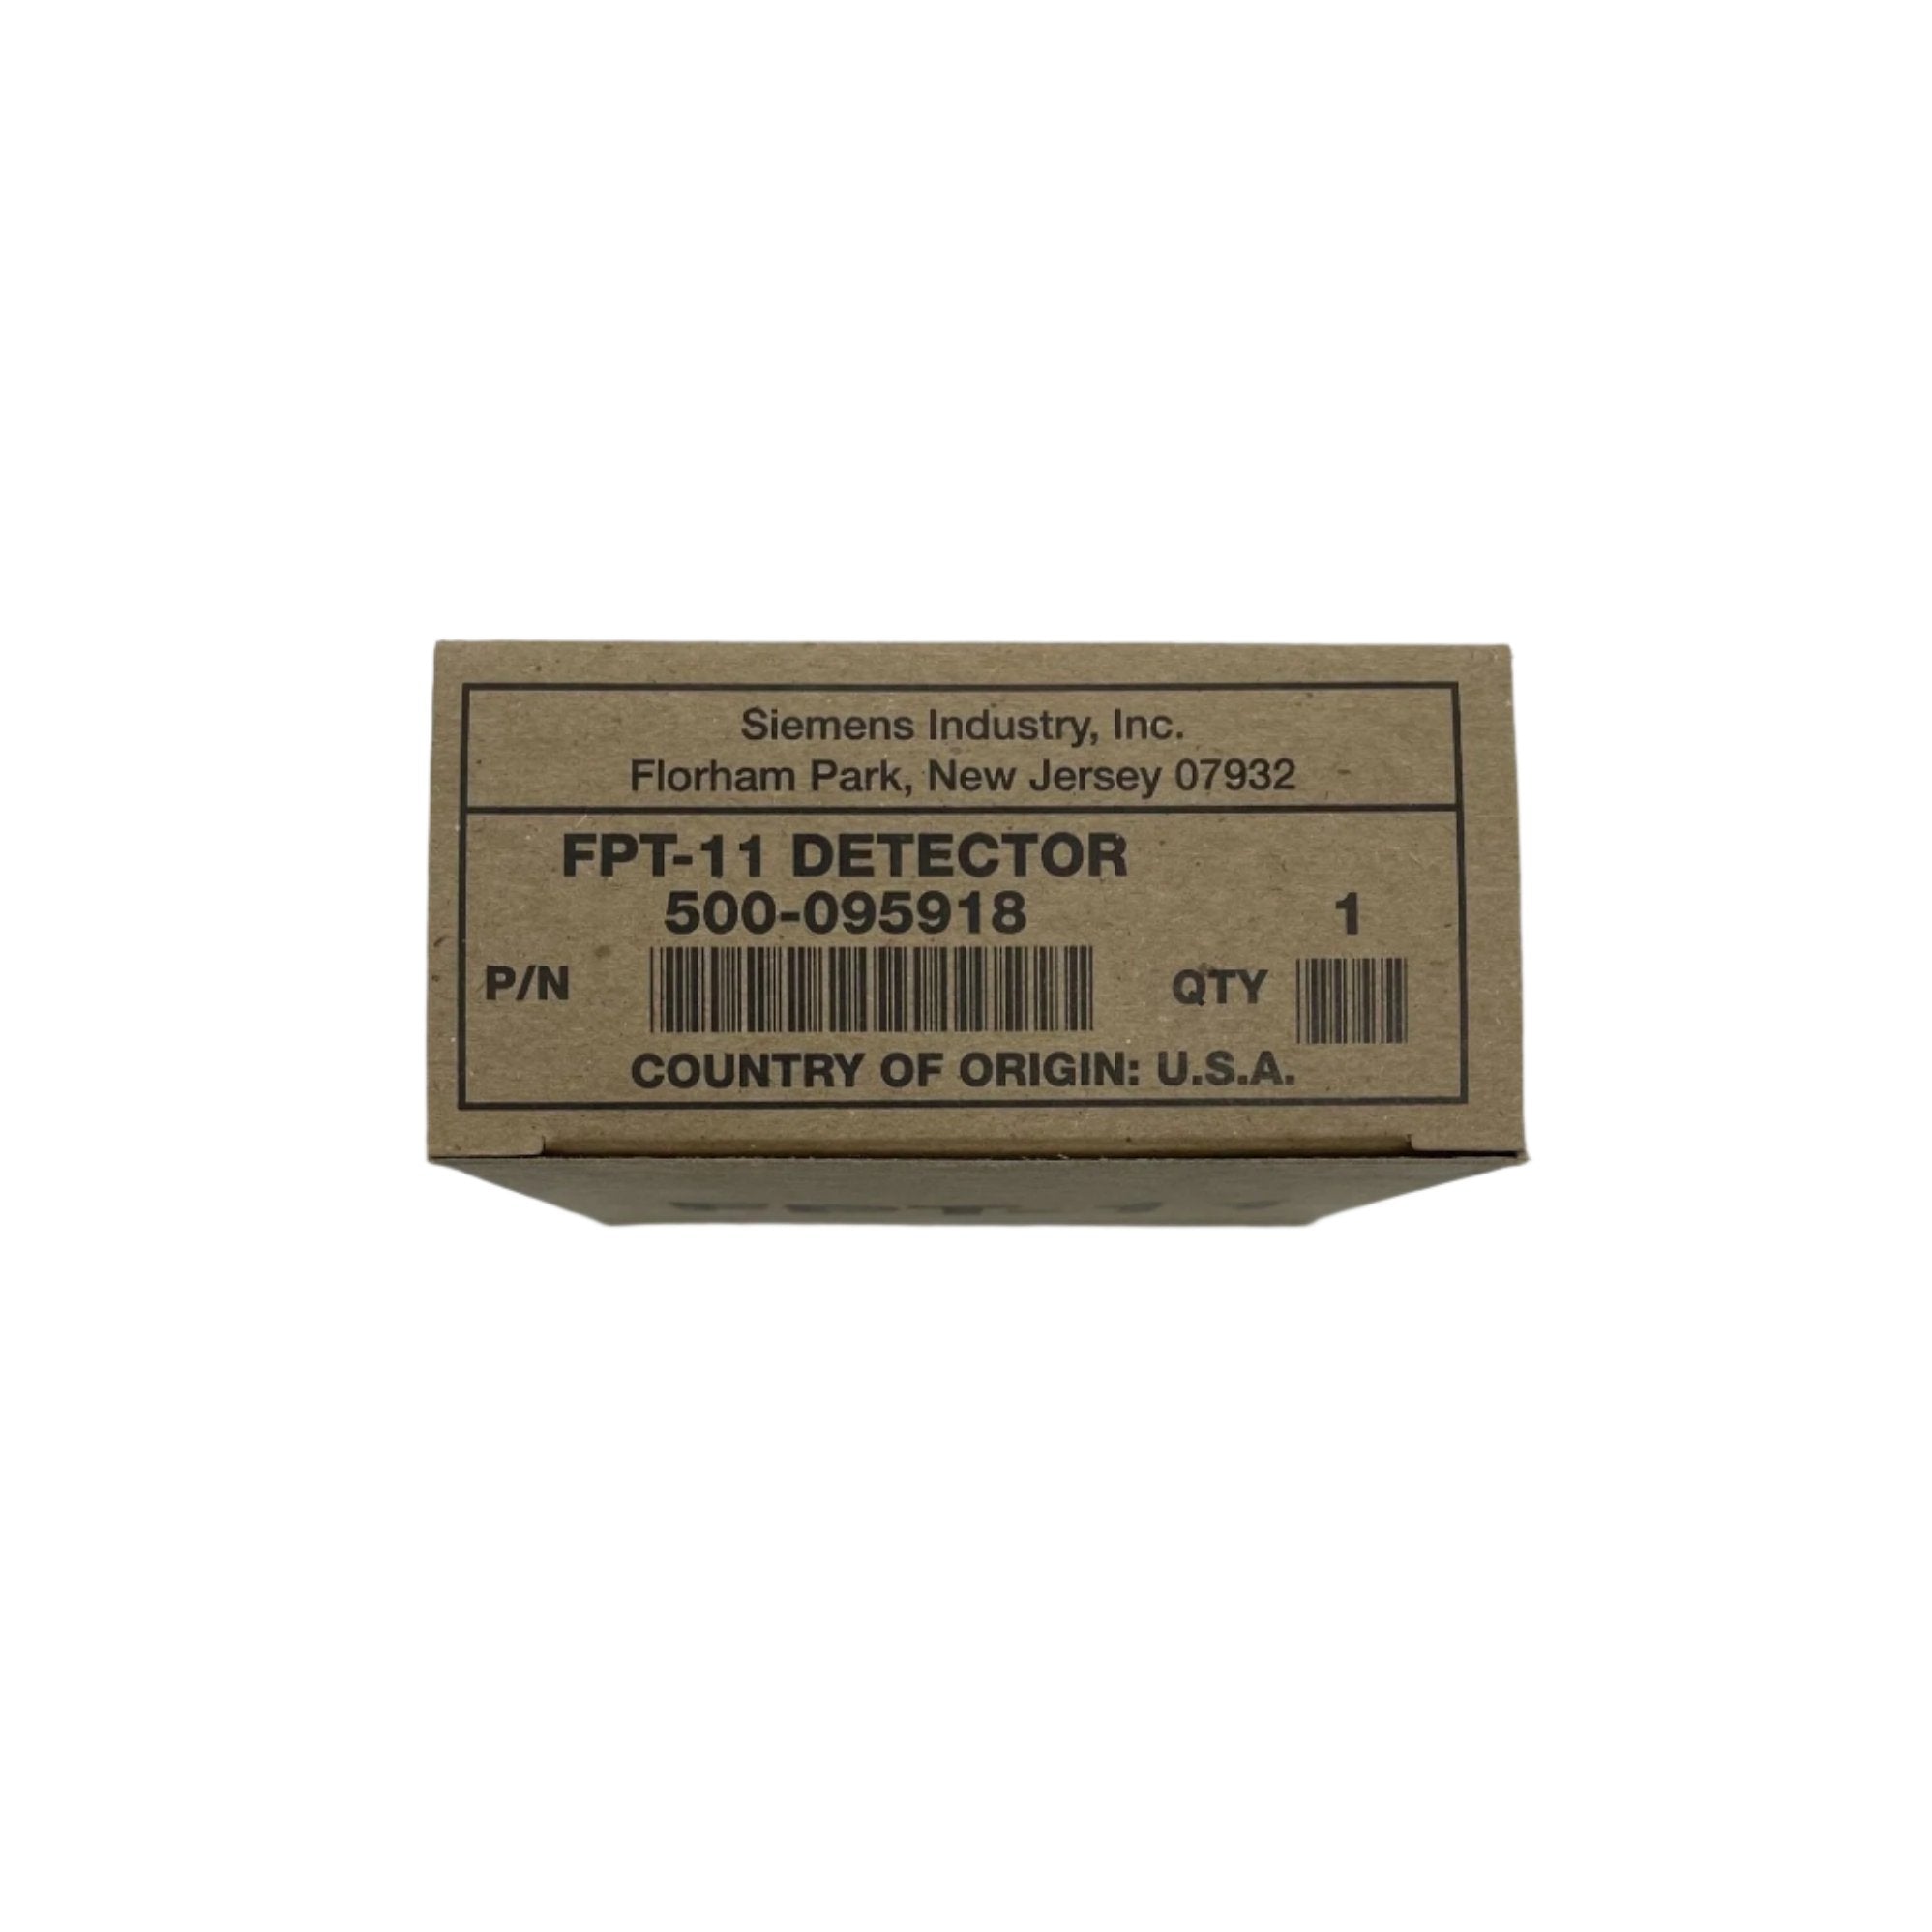 Siemens Industry, Inc.
Florham Park, New Jersey 07932
FPT-11 DETECTOR
500-095918
1
P/N
QTY
COUNTRY OF ORIGIN: U.S.A.